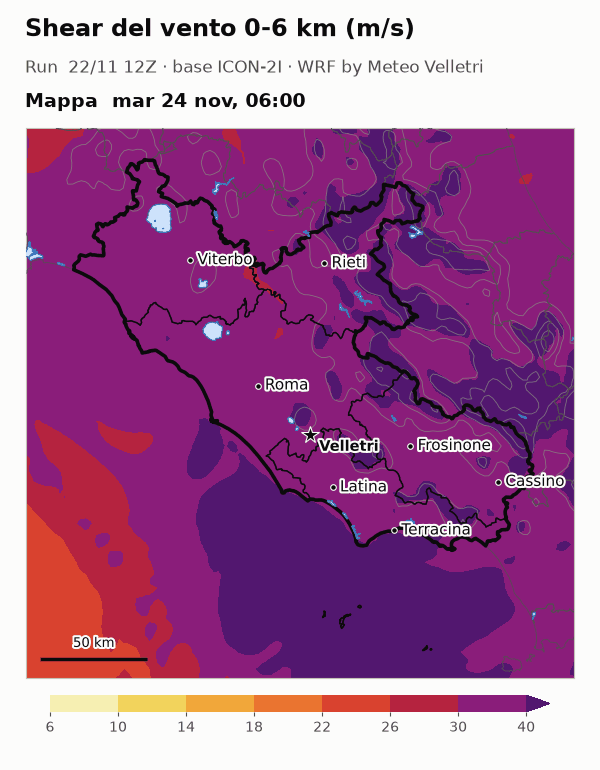 Shear del vento 0-6 km (m/s)
Run  22/11 12Z · base ICON-2I · WRF by Meteo Velletri
Mappa  mar 24 nov, 06:00
Viterbo
Rieti
Roma
Velletri
Frosinone
Latina
Cassino
Terracina
50 km
6 10 14 18 22 26 30 40